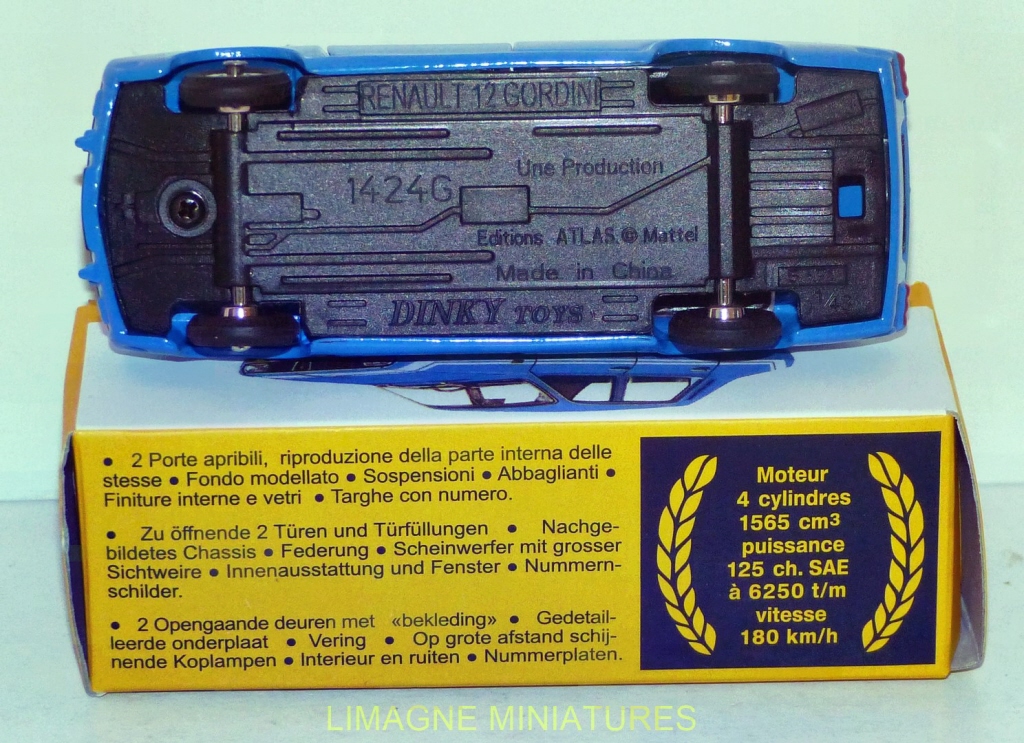 RENAULT 12 GORDINI
Une Production
1424G
Editions ATLAS. © Mattel
Made in China
DINKY TOYS
• 2 Porte apribili, riproduzione della parte interna delle
stesse • Fondo modellato • Sospensioni • Abbaglianti •
Finiture interne e vetri • Targhe con numero.
• Zu öffnende 2 Türen und Türfüllungen • Nachge-
bildetes Chassis • Federung • Scheinwerfer mit grosser
Sichtweire • Innenausstattung und Fenster • Nummern-
schilder.
• 2 Opengaande deuren met «bekleding» • Gedetail-
leerde onderplaat • Vering • Op grote afstand schij-
nende Koplampen • Interieur en ruiten • Nummerplaten.
Moteur
4 cylindres
1565 cm3
puissance
125 ch. SAE
à 6250 t/m
vitesse
180 km/h
LIMAGNE MINIATURES